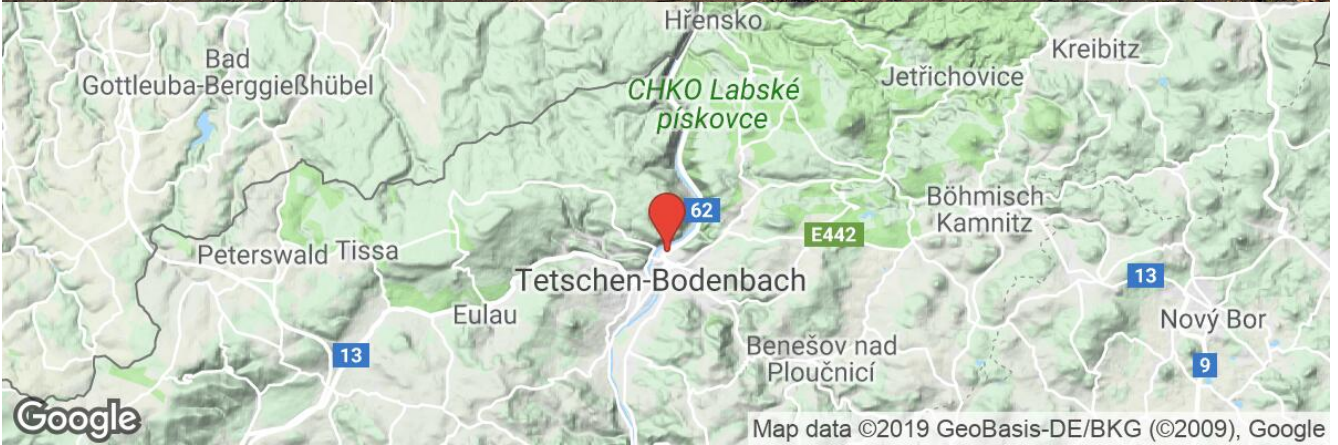 Hřensko
Bad
Gottleuba-Berggießhübel
Kreibitz
Jetřichovice
CHKO Labské
pískovce
Böhmisch
Kamnitz
62
E442
Peterswald
Tissa
Tetschen-Bodenbach
13
Eulau
Nový Bor
13
Benešov nad
Ploučnicí
9
Google
Map data ©2019 GeoBasis-DE/BKG (©2009), Google